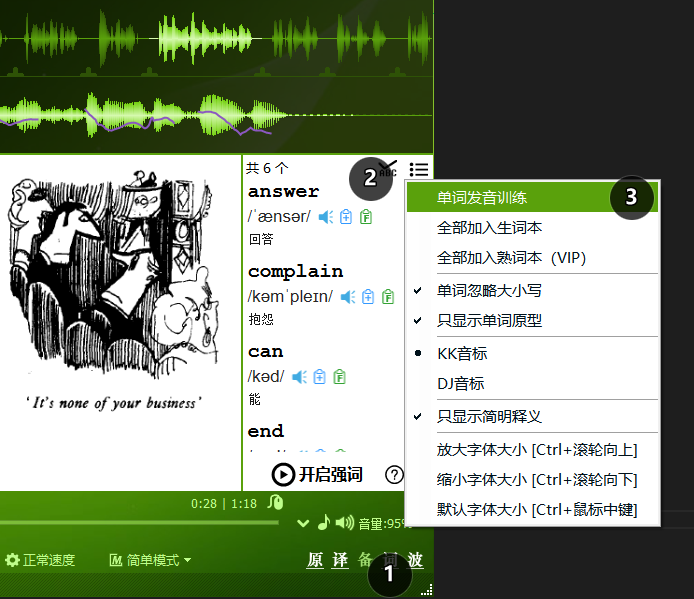 共 6 个
ABC
answer
/ˈænsər/
回答
complain
/kəmˈpleɪn/
抱怨
can
/kəd/
能
end
开启强词
?
‘It's none of your business’
2
3
单词发音训练
全部加入生词本
全部加入熟词本（VIP）
单词忽略大小写
只显示单词原型
KK音标
DJ音标
只显示简明释义
放大字体大小 [Ctrl+滚轮向上]
缩小字体大小 [Ctrl+滚轮向下]
默认字体大小 [Ctrl+鼠标中键]
0:28 | 1:18
音量:95%
正常速度
简单模式
原 译 备 词 波
1